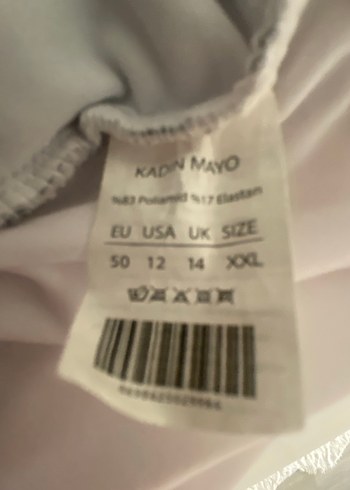 KADIN MAYO
%83 Poliamid %17 Elastan
EU USA UK SIZE
50 12 14 XXL